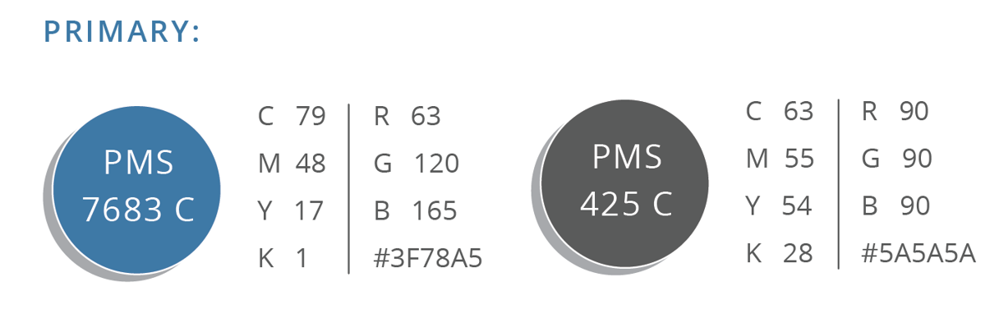 PRIMARY:
PMS
7683 C
C 79
M 48
Y 17
K 1
R 63
G 120
B 165
#3F78A5
PMS
425 C
C 63
M 55
Y 54
K 28
R 90
G 90
B 90
#5A5A5A